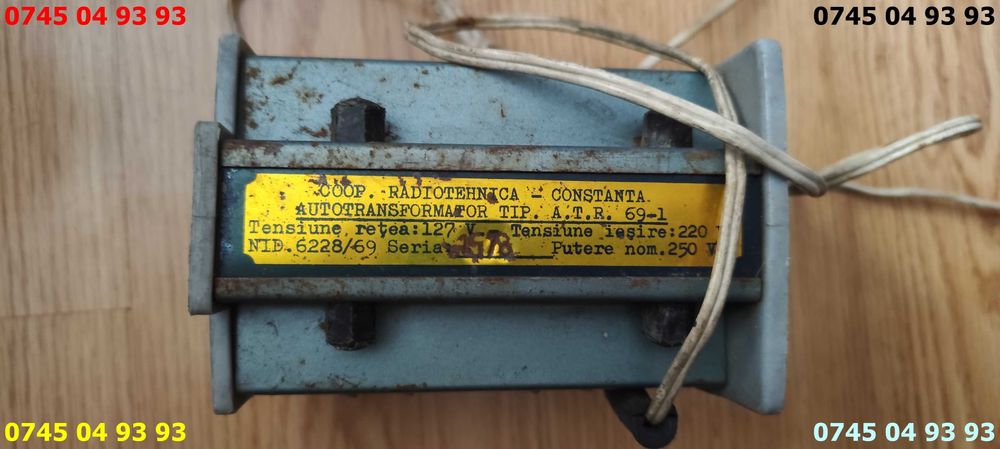 0745 04 93 93
0745 04 93 93
COOP. RADIOTEHNICA - CONSTANTA
AUTOTRANSFORMATOR TIP. A.T.R. 69-1
Tensiune rețea:127 V Tensiune ieșire:220
NID.6228/69 Seria 1578 Putere nom.250 V
0745 04 93 93
0745 04 93 93